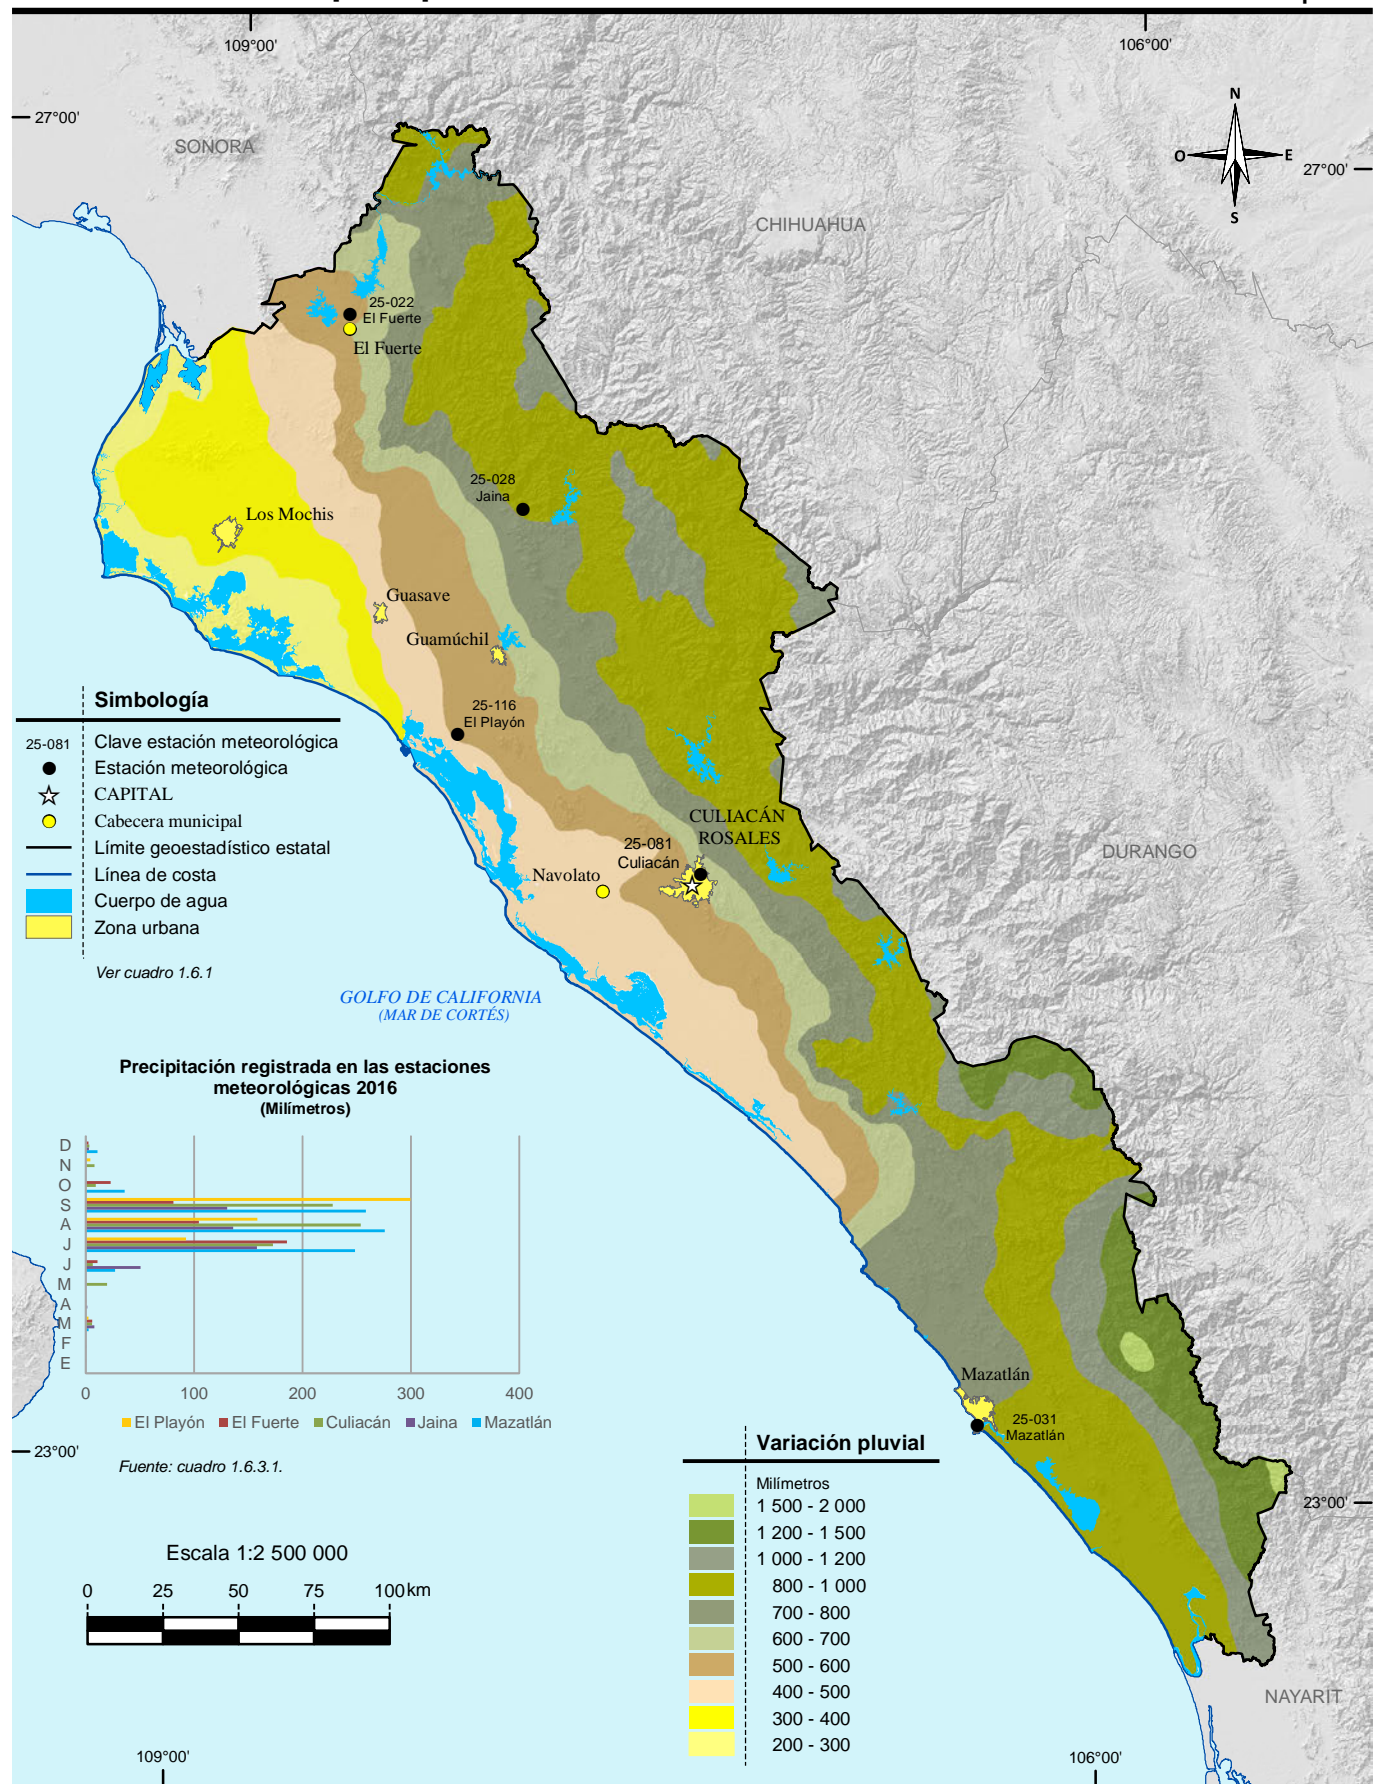 109°00'
106°00'
27°00'
SONORA
N
O
E
S
27°00'
CHIHUAHUA
25-022
El Fuerte
El Fuerte
25-028
Jaina
Los Mochis
Guasave
Guamúchil
25-116
El Playón
CULIACÁN
ROSALES
25-081
Culiacán
Navolato
DURANGO
Simbología
25-081 Clave estación meteorológica
Estación meteorológica
CAPITAL
Cabecera municipal
Límite geoestadístico estatal
Línea de costa
Cuerpo de agua
Zona urbana
Ver cuadro 1.6.1
GOLFO DE CALIFORNIA
(MAR DE CORTÉS)
Precipitación registrada en las estaciones
meteorológicas 2016
(Milímetros)
D
N
O
S
A
J
J
M
A
M
F
E
0 100 200 300 400
El Playón El Fuerte Culiacán Jaina Mazatlán
23°00'
Fuente: cuadro 1.6.3.1.
Mazatlán
25-031
Mazatlán
23°00'
Escala 1:2 500 000
0 25 50 75 100 km
Variación pluvial
Milímetros
1 500 - 2 000
1 200 - 1 500
1 000 - 1 200
800 - 1 000
700 - 800
600 - 700
500 - 600
400 - 500
300 - 400
200 - 300
NAYARIT
109°00'
106°00'